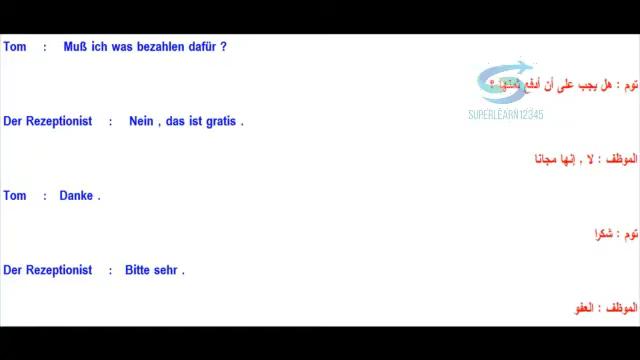 Tom : Muß ich was bezahlen dafür ?
توم : هل يجب على أن أدفع ثمنها ؟
SUPERLEARN12345
Der Rezeptionist : Nein , das ist gratis .
الموظف : لا , إنها مجانا
Tom : Danke .
توم : شكرا
Der Rezeptionist : Bitte sehr .
الموظف : العفو